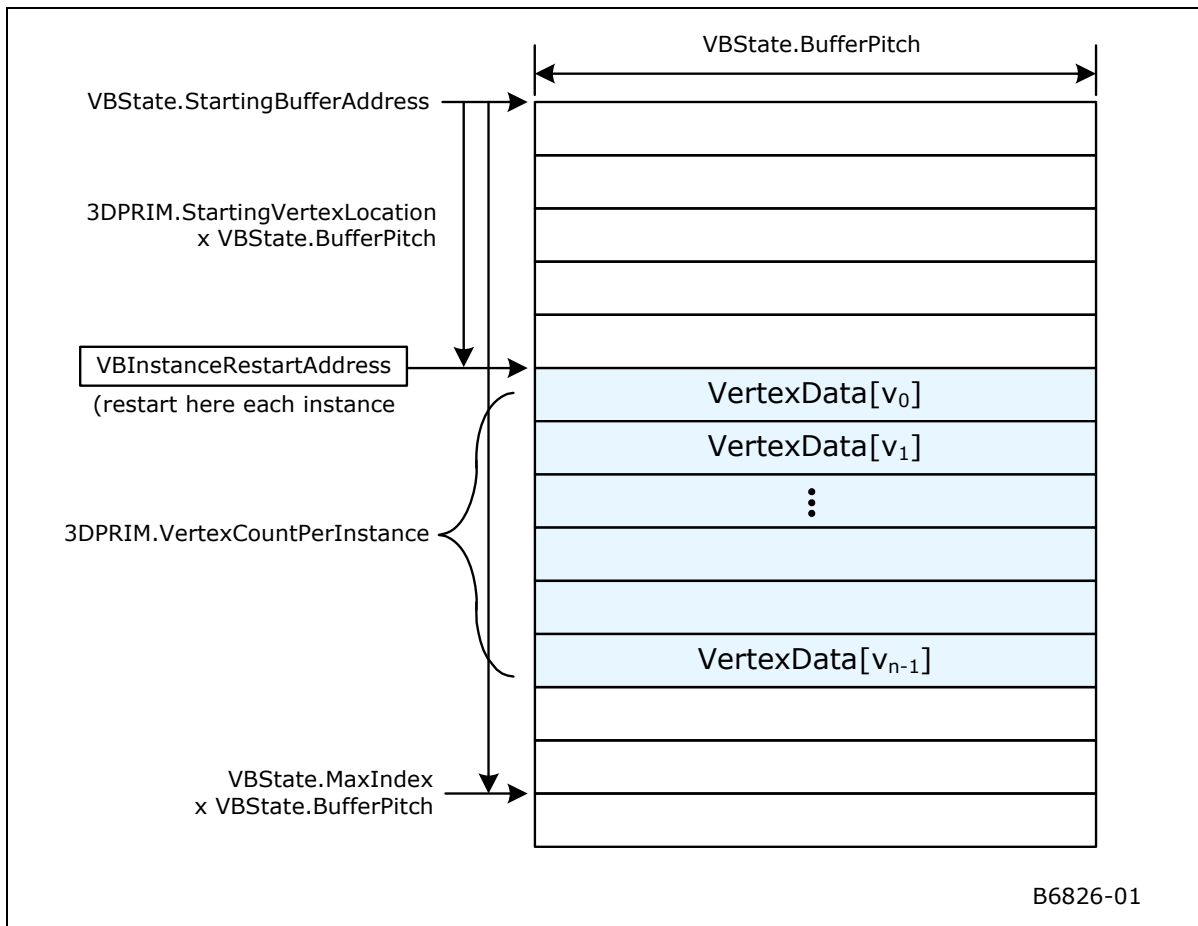 VBState.BufferPitch
VBState.StartingBufferAddress
3DPRIM.StartingVertexLocation
x VBState.BufferPitch
VBInstanceRestartAddress
(restart here each instance
VertexData[v₀]
VertexData[v₁]
3DPRIM.VertexCountPerInstance
VertexData[vₙ₋₁]
VBState.MaxIndex
x VBState.BufferPitch
B6826-01